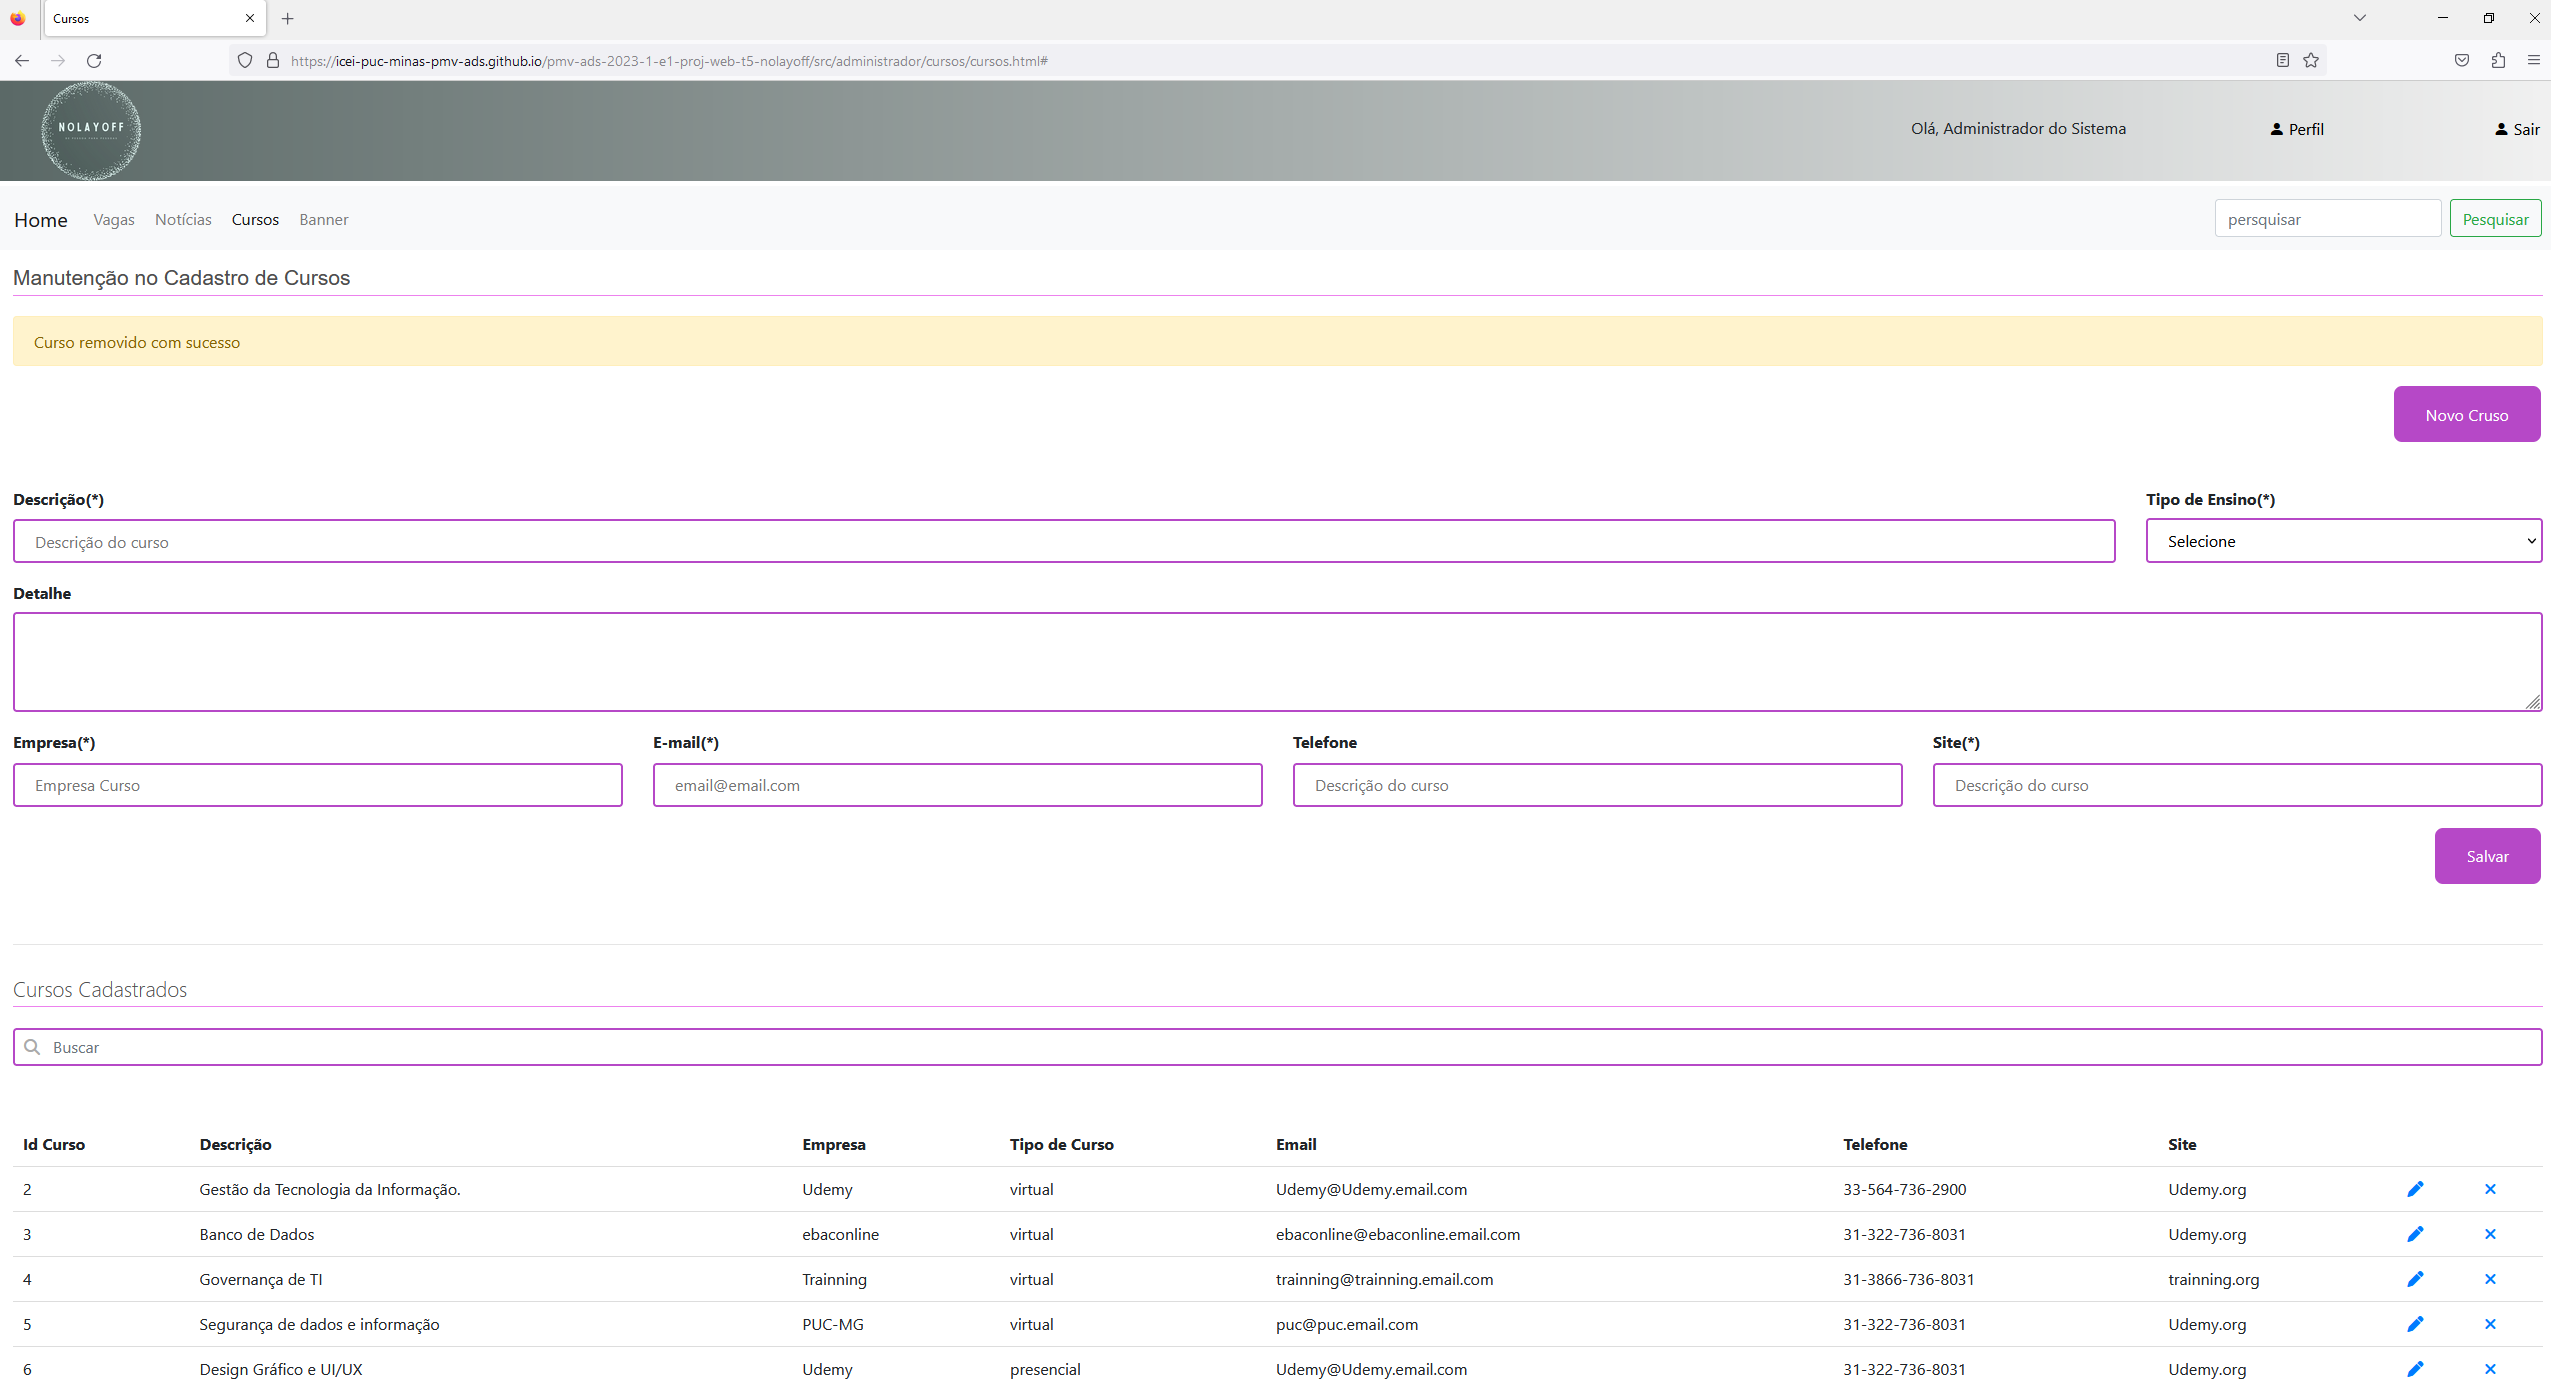 Cursos
https://icei-puc-minas-pmv-ads.github.io/pmv-ads-2023-1-e1-proj-web-t5-nolayoff/src/administrador/cursos/cursos.html#
NOLAYOFF
Olá, Administrador do Sistema
Perfil
Sair
Home Vagas Notícias Cursos Banner
persquisar
Pesquisar
Manutenção no Cadastro de Cursos
Curso removido com sucesso
Novo Cruso
Descrição(*) Tipo de Ensino(*)
Descrição do curso Selecione
Detalhe
Empresa(*) E-mail(*) Telefone Site(*)
Empresa Curso email@email.com Descrição do curso Descrição do curso
Salvar
Cursos Cadastrados
Buscar
Id Curso Descrição Empresa Tipo de Curso Email Telefone Site
2 Gestão da Tecnologia da Informação. Udemy virtual Udemy@Udemy.email.com 33-564-736-2900 Udemy.org
3 Banco de Dados ebaconline virtual ebaconline@ebaconline.email.com 31-322-736-8031 Udemy.org
4 Governança de TI Trainning virtual trainning@trainning.email.com 31-3866-736-8031 trainning.org
5 Segurança de dados e informação PUC-MG virtual puc@puc.email.com 31-322-736-8031 Udemy.org
6 Design Gráfico e UI/UX Udemy presencial Udemy@Udemy.email.com 31-322-736-8031 Udemy.org